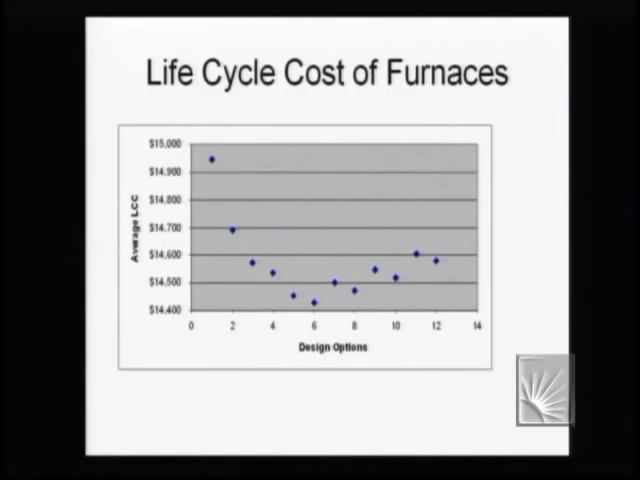 Life Cycle Cost of Furnaces
$15,000
$14,900
$14,800
$14,700
$14,600
$14,500
$14,400
Average LCC
0 2 4 6 8 10 12 14
Design Options